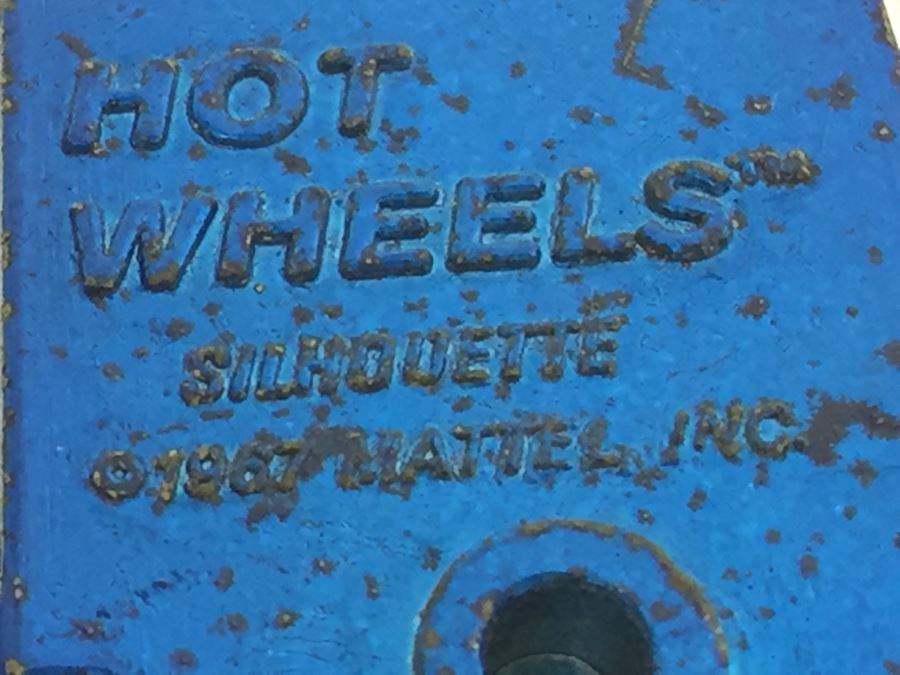 HOT
WHEELS™
SILHOUETTE
©1967 MATTEL, INC.